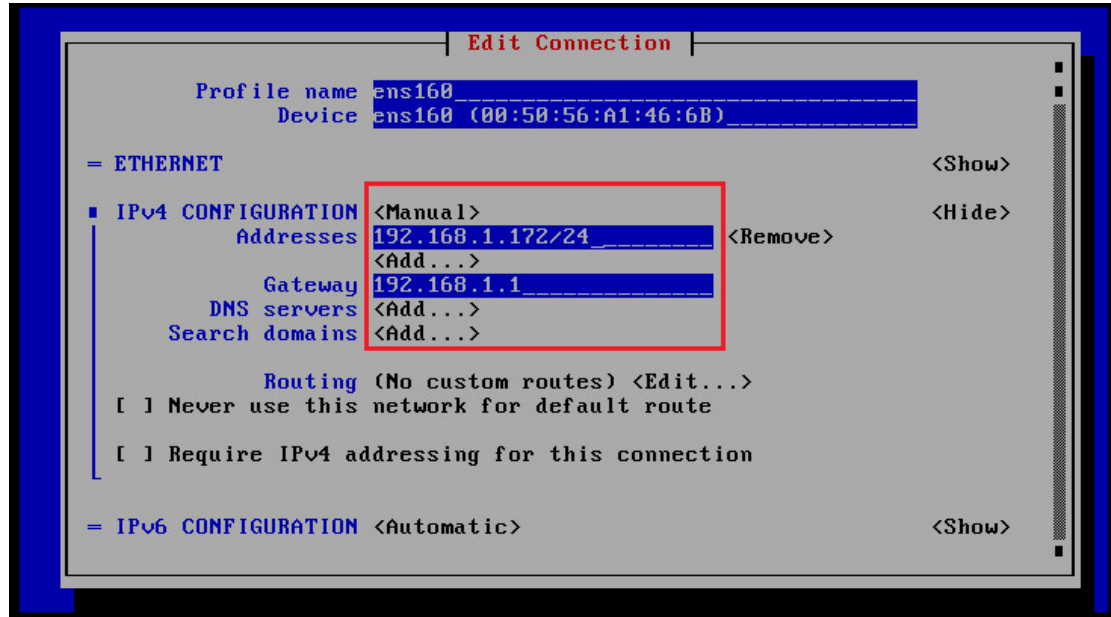 Edit Connection
Profile name ens160
Device ens160 (00:50:56:A1:46:6B)
= ETHERNET <Show>
IPv4 CONFIGURATION <Manual> <Hide>
Addresses 192.168.1.172/24 <Remove>
<Add...>
Gateway 192.168.1.1
DNS servers <Add...>
Search domains <Add...>
Routing (No custom routes) <Edit...>
[ ] Never use this network for default route
[ ] Require IPv4 addressing for this connection
= IPv6 CONFIGURATION <Automatic> <Show>